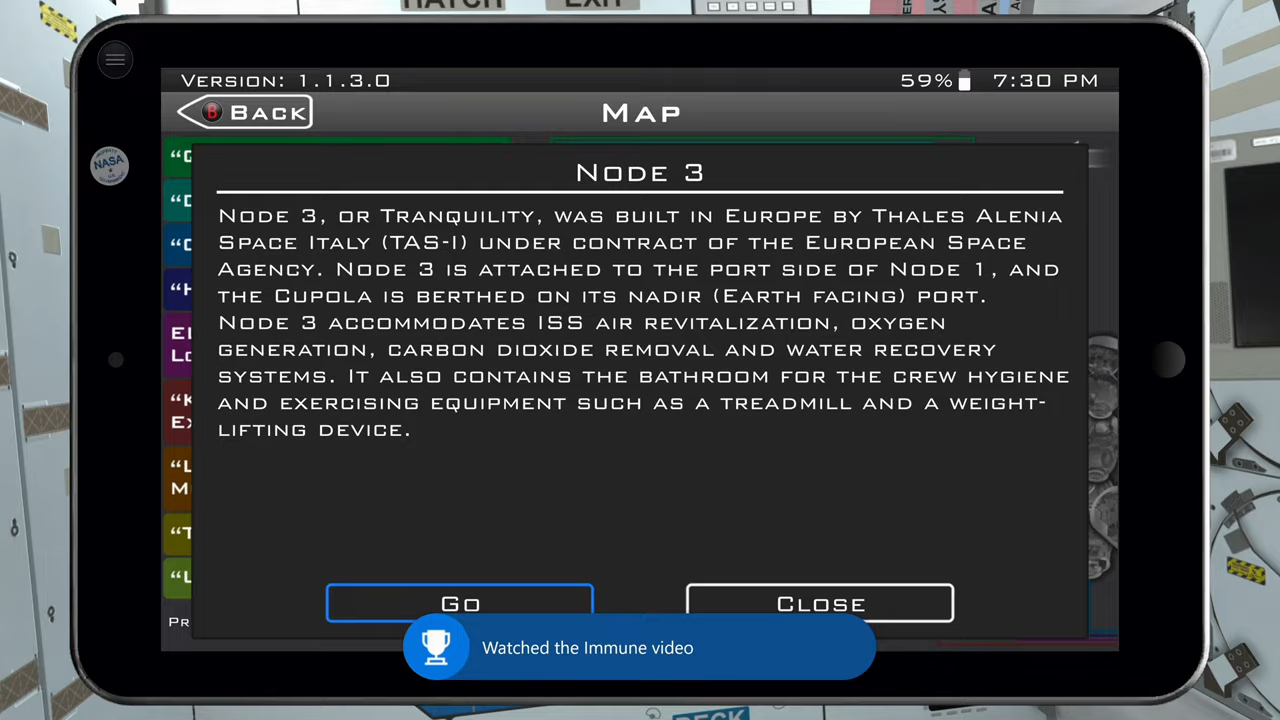 HATCH EXIT
VERSION: 1.1.3.0 59% 7:30 PM
B BACK MAP
NASA
NODE 3
NODE 3, OR TRANQUILITY, WAS BUILT IN EUROPE BY THALES ALENIA
SPACE ITALY (TAS-I) UNDER CONTRACT OF THE EUROPEAN SPACE
AGENCY. NODE 3 IS ATTACHED TO THE PORT SIDE OF NODE 1, AND
THE CUPOLA IS BERTHED ON ITS NADIR (EARTH FACING) PORT.
NODE 3 ACCOMMODATES ISS AIR REVITALIZATION, OXYGEN
GENERATION, CARBON DIOXIDE REMOVAL AND WATER RECOVERY
SYSTEMS. IT ALSO CONTAINS THE BATHROOM FOR THE CREW HYGIENE
AND EXERCISING EQUIPMENT SUCH AS A TREADMILL AND A WEIGHT-
LIFTING DEVICE.
GO CLOSE
Watched the Immune video
DECK